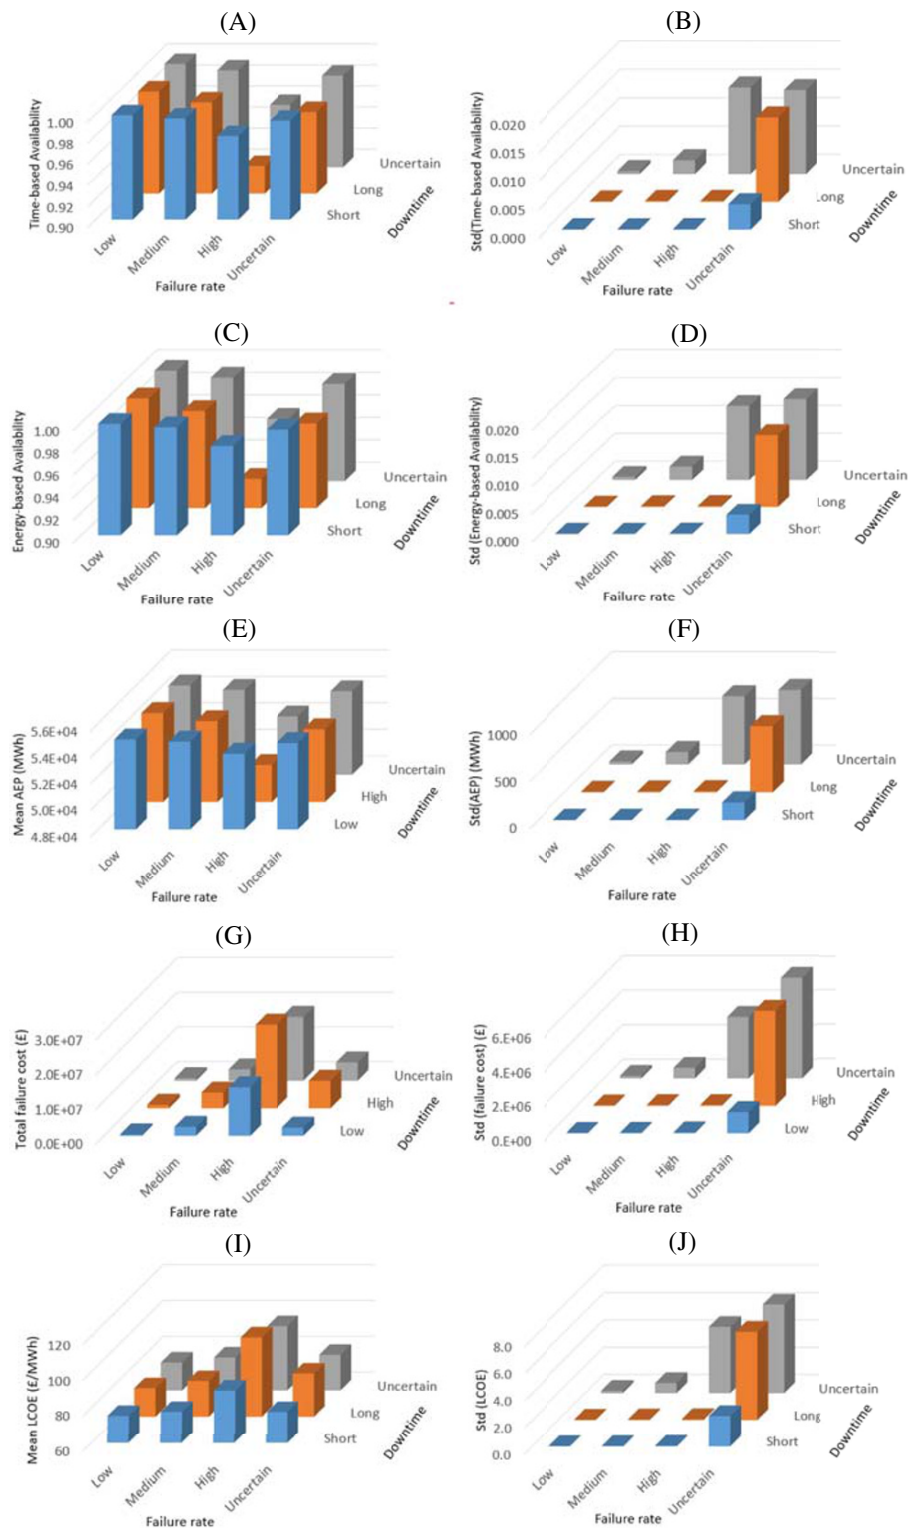 (A)
Time-based Availability
1.00
0.98
0.96
0.94
0.92
0.90
Low
Medium
High
Uncertain
Failure rate
Short
Long
Uncertain
Downtime
(B)
Std(Time-based Availability)
0.020
0.015
0.010
0.005
0.000
Low
Medium
High
Uncertain
Failure rate
Short
Long
Uncertain
Downtime
(C)
Energy-based Availability
1.00
0.98
0.96
0.94
0.92
0.90
Low
Medium
High
Uncertain
Failure rate
Short
Long
Uncertain
Downtime
(D)
Std (Energy-based Availability)
0.020
0.015
0.010
0.005
0.000
Low
Medium
High
Uncertain
Failure rate
Short
Long
Uncertain
Downtime
(E)
Mean AEP (MWh)
5.6E+04
5.4E+04
5.2E+04
5.0E+04
4.8E+04
Low
Medium
High
Uncertain
Failure rate
Low
High
Uncertain
Downtime
(F)
Std(AEP) (MWh)
1000
500
0
Low
Medium
High
Uncertain
Failure rate
Short
Long
Uncertain
Downtime
(G)
Total failure cost (£)
3.0E+07
2.0E+07
1.0E+07
0.0E+00
Low
Medium
High
Uncertain
Failure rate
Low
High
Uncertain
Downtime
(H)
Std (failure cost) (£)
6.E+06
4.E+06
2.E+06
0.E+00
Low
Medium
High
Uncertain
Failure rate
Low
High
Uncertain
Downtime
(I)
Mean LCOE (£/MWh)
120
100
80
60
Low
Medium
High
Uncertain
Failure rate
Short
Long
Uncertain
Downtime
(J)
Std (LCOE)
8.0
6.0
4.0
2.0
0.0
Low
Medium
High
Uncertain
Failure rate
Short
Long
Uncertain
Downtime